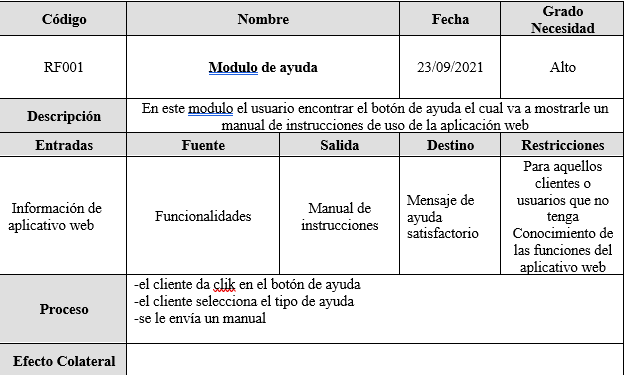 Código Nombre Fecha Grado
Necesidad
RF001 Modulo de ayuda 23/09/2021 Alto
Descripción
En este modulo el usuario encontrar el botón de ayuda el cual va a mostrarle un
manual de instrucciones de uso de la aplicación web
Entradas Fuente Salida Destino Restricciones
Información de
aplicativo web
Funcionalidades
Manual de
instrucciones
Mensaje de
ayuda
satisfactorio
Para aquellos
clientes o
usuarios que no
tenga
Conocimiento de
las funciones del
aplicativo web
Proceso
-el cliente da clik en el botón de ayuda
-el cliente selecciona el tipo de ayuda
-se le envía un manual
Efecto Colateral